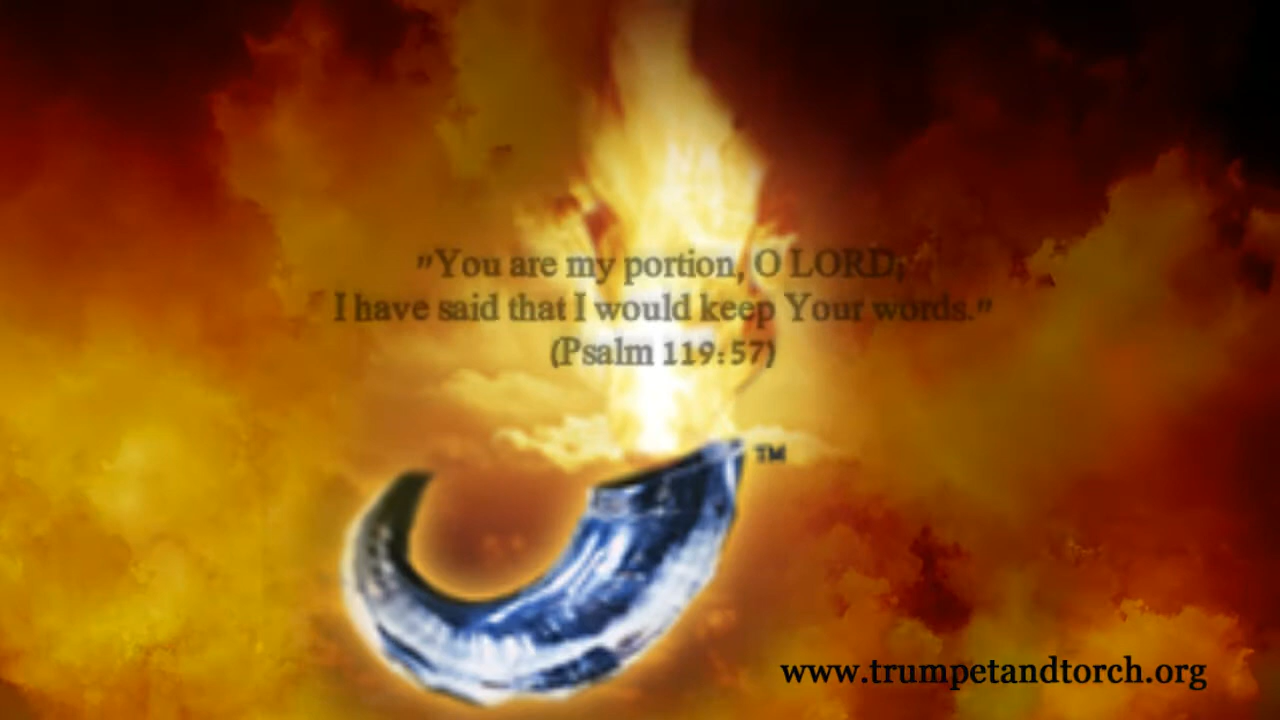 "You are my portion, O LORD;
I have said that I would keep Your words."
(Psalm 119:57)
TM
www.trumpetandtorch.org